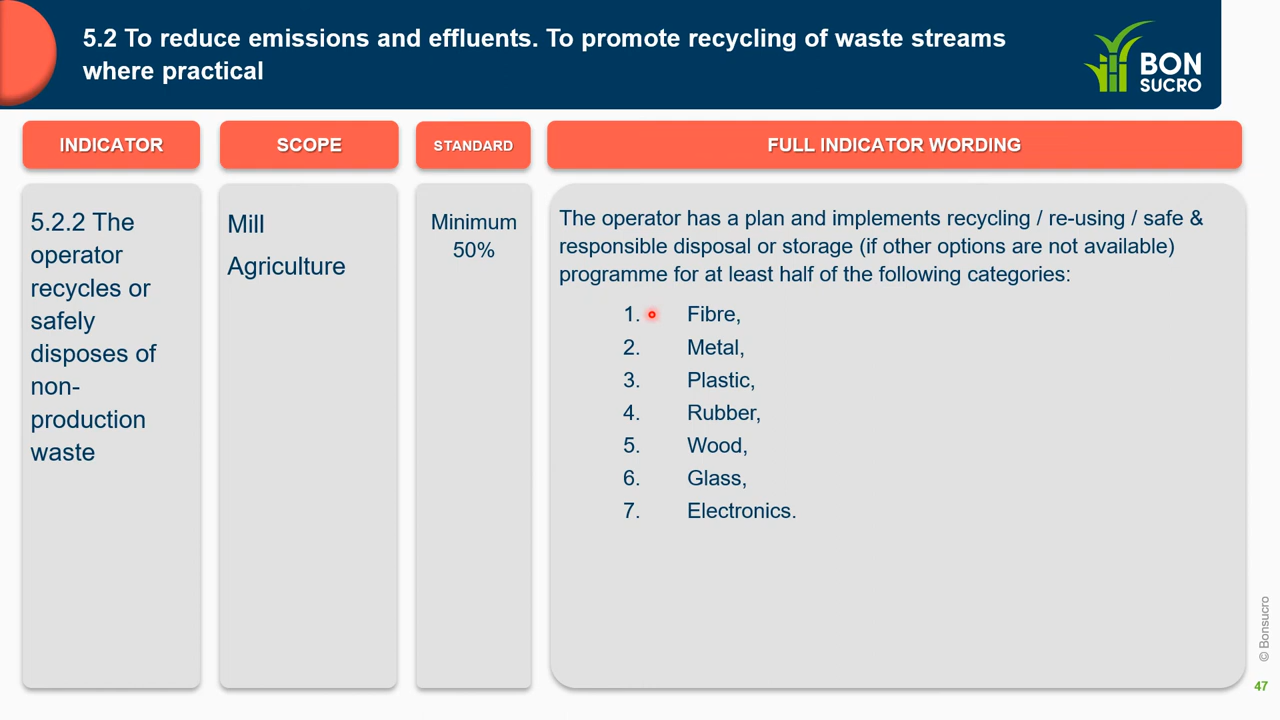 5.2 To reduce emissions and effluents. To promote recycling of waste streams
where practical
BON
SUCRO
INDICATOR
SCOPE
STANDARD
FULL INDICATOR WORDING
5.2.2 The
operator
recycles or
safely
disposes of
non-
production
waste
Mill
Agriculture
Minimum
50%
The operator has a plan and implements recycling / re-using / safe &
responsible disposal or storage (if other options are not available)
programme for at least half of the following categories:
1. Fibre,
2. Metal,
3. Plastic,
4. Rubber,
5. Wood,
6. Glass,
7. Electronics.
© Bonsucro
47